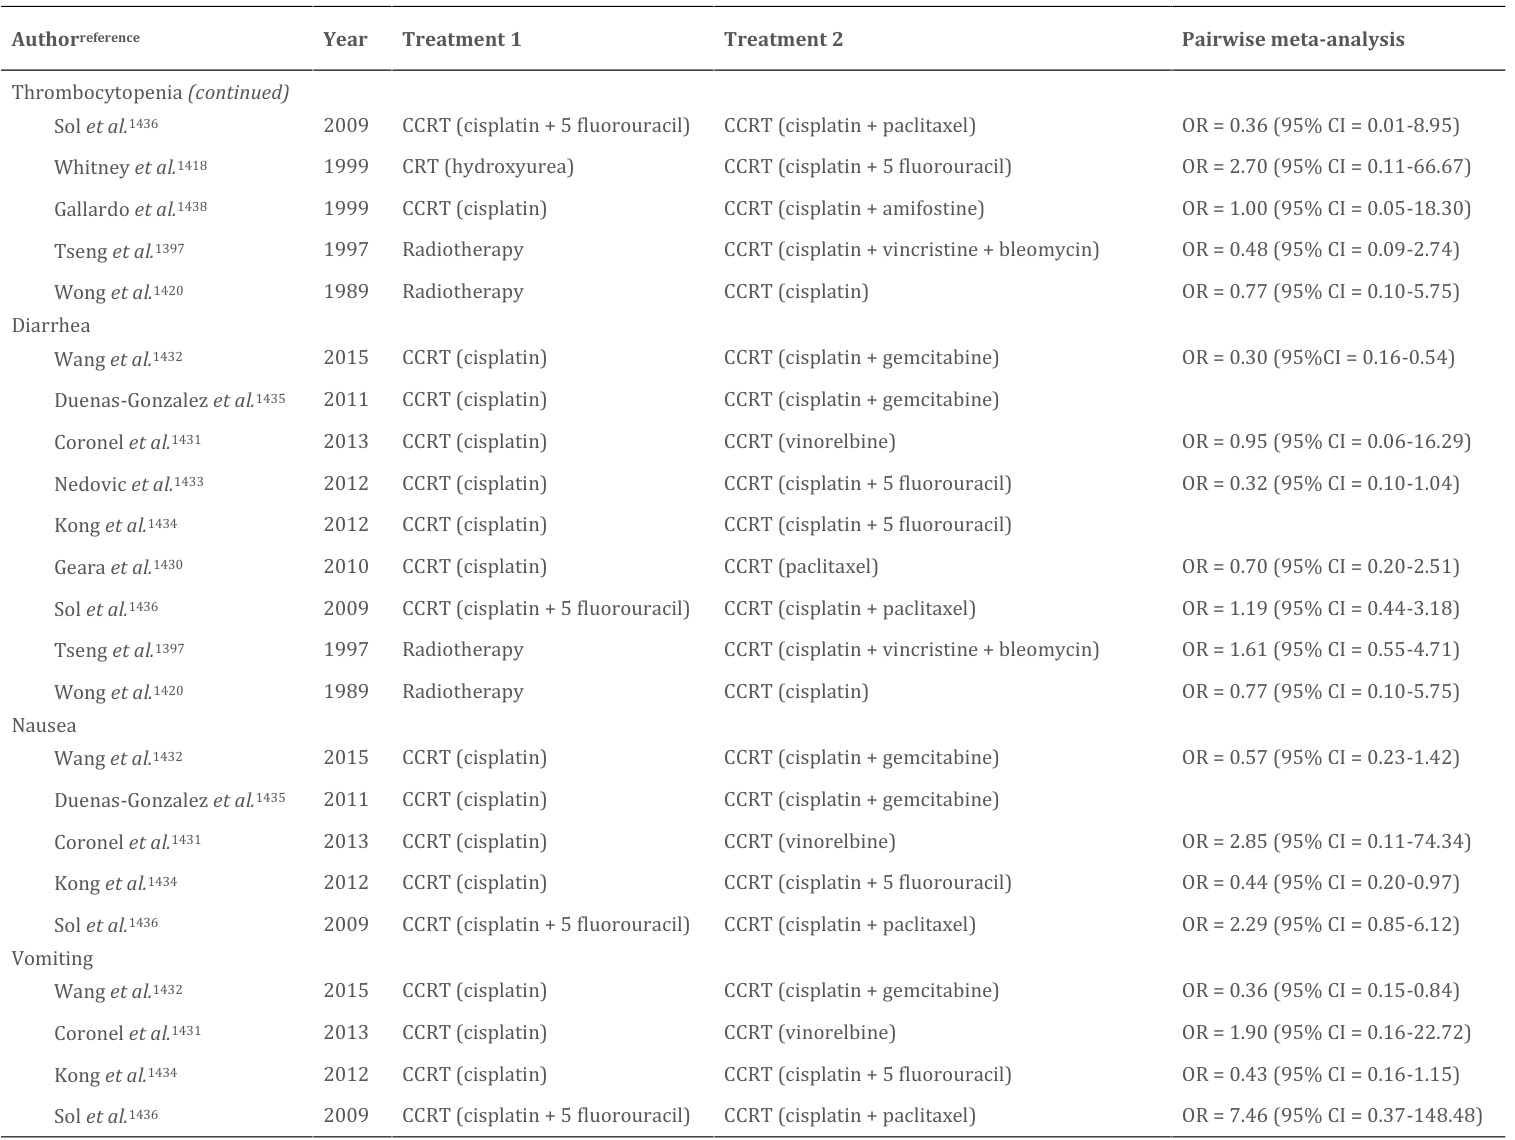 Authorreference Year Treatment 1 Treatment 2 Pairwise meta-analysis
Thrombocytopenia (continued)
Sol et al.1436 2009 CCRT (cisplatin + 5 fluorouracil) CCRT (cisplatin + paclitaxel) OR = 0.36 (95% CI = 0.01-8.95)
Whitney et al.1418 1999 CRT (hydroxyurea) CCRT (cisplatin + 5 fluorouracil) OR = 2.70 (95% CI = 0.11-66.67)
Gallardo et al.1438 1999 CCRT (cisplatin) CCRT (cisplatin + amifostine) OR = 1.00 (95% CI = 0.05-18.30)
Tseng et al.1397 1997 Radiotherapy CCRT (cisplatin + vincristine + bleomycin) OR = 0.48 (95% CI = 0.09-2.74)
Wong et al.1420 1989 Radiotherapy CCRT (cisplatin) OR = 0.77 (95% CI = 0.10-5.75)
Diarrhea
Wang et al.1432 2015 CCRT (cisplatin) CCRT (cisplatin + gemcitabine) OR = 0.30 (95%CI = 0.16-0.54)
Duenas-Gonzalez et al.1435 2011 CCRT (cisplatin) CCRT (cisplatin + gemcitabine)
Coronel et al.1431 2013 CCRT (cisplatin) CCRT (vinorelbine) OR = 0.95 (95% CI = 0.06-16.29)
Nedovic et al.1433 2012 CCRT (cisplatin) CCRT (cisplatin + 5 fluorouracil) OR = 0.32 (95% CI = 0.10-1.04)
Kong et al.1434 2012 CCRT (cisplatin) CCRT (cisplatin + 5 fluorouracil)
Geara et al.1430 2010 CCRT (cisplatin) CCRT (paclitaxel) OR = 0.70 (95% CI = 0.20-2.51)
Sol et al.1436 2009 CCRT (cisplatin + 5 fluorouracil) CCRT (cisplatin + paclitaxel) OR = 1.19 (95% CI = 0.44-3.18)
Tseng et al.1397 1997 Radiotherapy CCRT (cisplatin + vincristine + bleomycin) OR = 1.61 (95% CI = 0.55-4.71)
Wong et al.1420 1989 Radiotherapy CCRT (cisplatin) OR = 0.77 (95% CI = 0.10-5.75)
Nausea
Wang et al.1432 2015 CCRT (cisplatin) CCRT (cisplatin + gemcitabine) OR = 0.57 (95% CI = 0.23-1.42)
Duenas-Gonzalez et al.1435 2011 CCRT (cisplatin) CCRT (cisplatin + gemcitabine)
Coronel et al.1431 2013 CCRT (cisplatin) CCRT (vinorelbine) OR = 2.85 (95% CI = 0.11-74.34)
Kong et al.1434 2012 CCRT (cisplatin) CCRT (cisplatin + 5 fluorouracil) OR = 0.44 (95% CI = 0.20-0.97)
Sol et al.1436 2009 CCRT (cisplatin + 5 fluorouracil) CCRT (cisplatin + paclitaxel) OR = 2.29 (95% CI = 0.85-6.12)
Vomiting
Wang et al.1432 2015 CCRT (cisplatin) CCRT (cisplatin + gemcitabine) OR = 0.36 (95% CI = 0.15-0.84)
Coronel et al.1431 2013 CCRT (cisplatin) CCRT (vinorelbine) OR = 1.90 (95% CI = 0.16-22.72)
Kong et al.1434 2012 CCRT (cisplatin) CCRT (cisplatin + 5 fluorouracil) OR = 0.43 (95% CI = 0.16-1.15)
Sol et al.1436 2009 CCRT (cisplatin + 5 fluorouracil) CCRT (cisplatin + paclitaxel) OR = 7.46 (95% CI = 0.37-148.48)